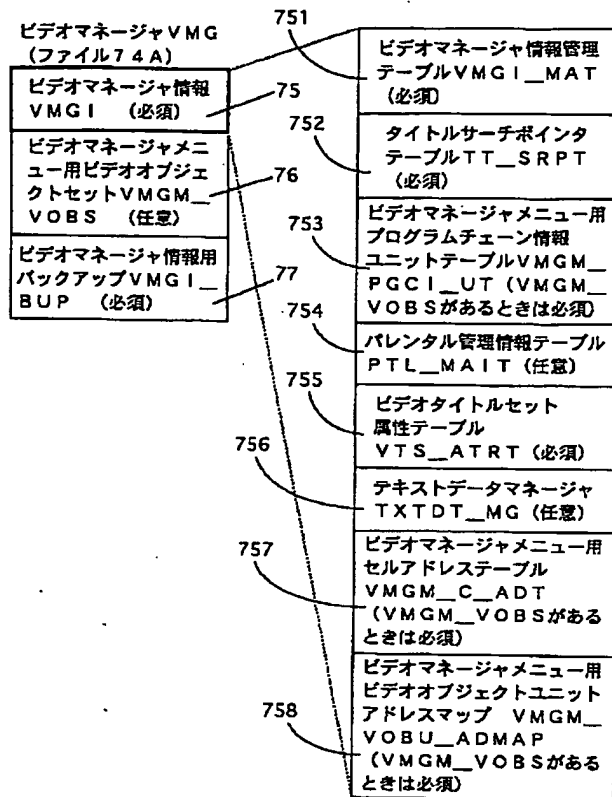 ビデオマネージャVMG
(ファイル74A)
ビデオマネージャ情報
VMGI (必須)
75
ビデオマネージャメニ
ュー用ビデオオブジェ
クトセットVMGM__
VOBS (任意)
76
ビデオマネージャ情報用
バックアップVMGI__
BUP (必須)
77
751
ビデオマネージャ情報管理
テーブルVMGI__MAT
(必須)
752
タイトルサーチポインタ
テーブルTT__SRPT
(必須)
753
ビデオマネージャメニュー用
プログラムチェーン情報
ユニットテーブルVMGM__
PGCI__UT (VMGM__
VOBSがあるときは必須)
754
パレンタル管理情報テーブル
PTL__MAIT (任意)
755
ビデオタイトルセット
属性テーブル
VTS__ATRT (必須)
756
テキストデータマネージャ
TXTDT__MG (任意)
757
ビデオマネージャメニュー用
セルアドレステーブル
VMGM__C__ADT
(VMGM__VOBSがある
ときは必須)
758
ビデオマネージャメニュー用
ビデオオブジェクトユニット
アドレスマップ VMGM__
VOBU__ADMAP
(VMGM__VOBSがある
ときは必須)